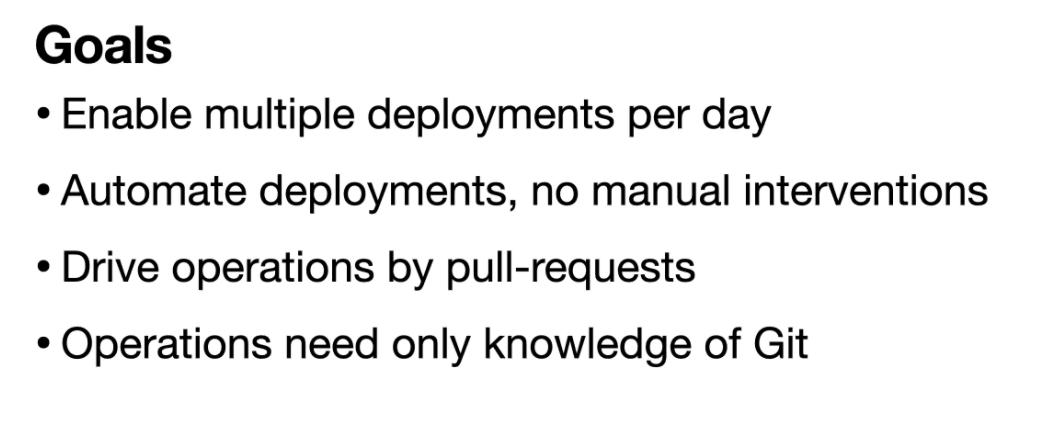 Goals
• Enable multiple deployments per day
• Automate deployments, no manual interventions
• Drive operations by pull-requests
• Operations need only knowledge of Git